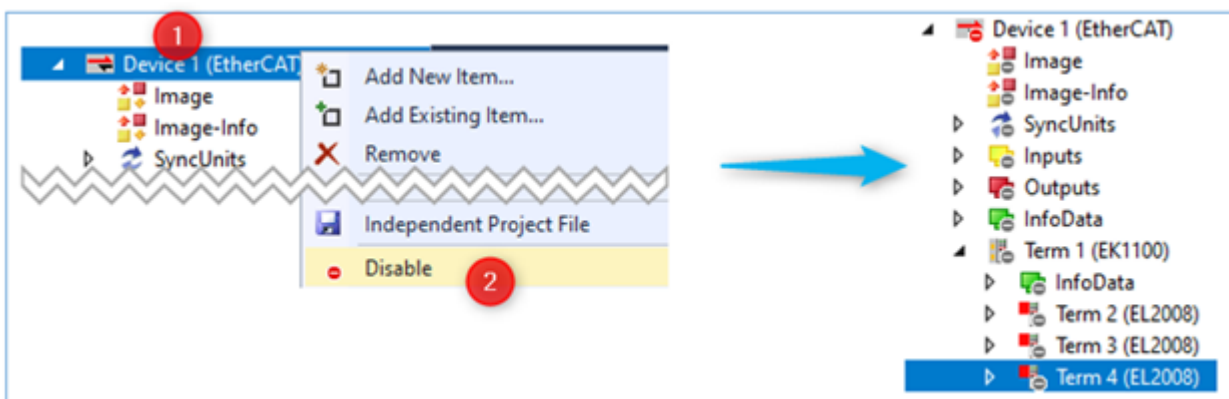 1
Device 1 (EtherCAT)
Image
Image-Info
SyncUnits
Add New Item...
Add Existing Item...
Remove
Independent Project File
Disable
2
Device 1 (EtherCAT)
Image
Image-Info
SyncUnits
Inputs
Outputs
InfoData
Term 1 (EK1100)
InfoData
Term 2 (EL2008)
Term 3 (EL2008)
Term 4 (EL2008)